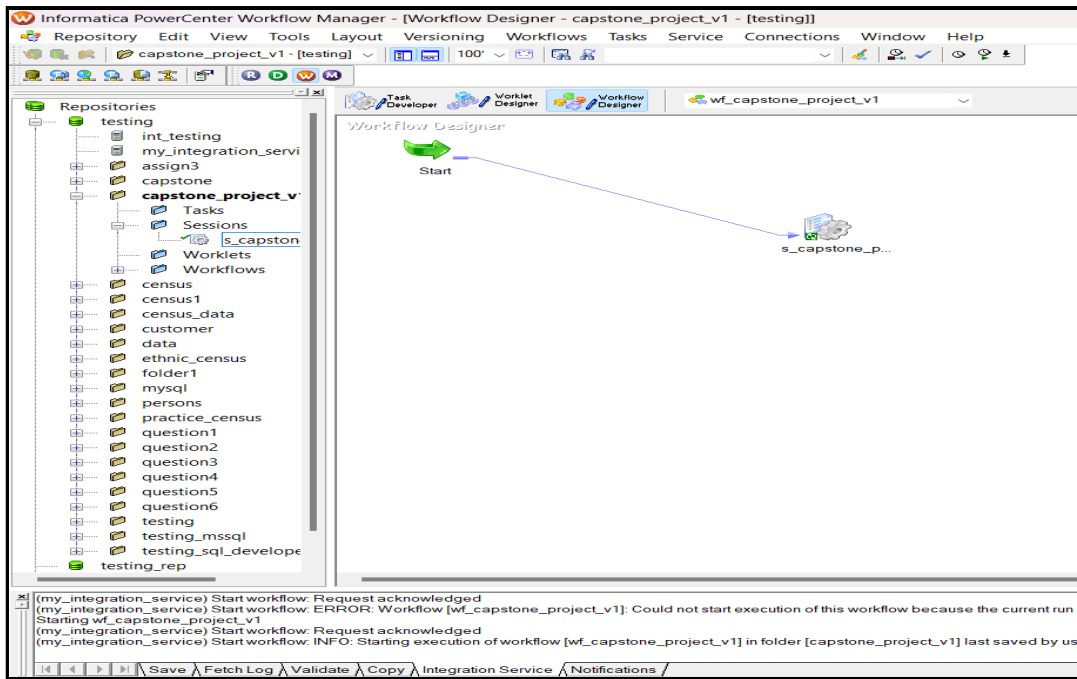 Informatica PowerCenter Workflow Manager - [Workflow Designer - capstone_project_v1 - [testing]]
Repository Edit View Tools Layout Versioning Workflows Tasks Service Connections Window Help
capstone_project_v1 - [testing] 100'
R D W M
Repositories
testing
int_testing
my_integration_servi
assign3
capstone
capstone_project_v1
Tasks
Sessions
s_capston
Worklets
Workflows
census
census1
census_data
customer
data
ethnic_census
folder1
mysql
persons
practice_census
question1
question2
question3
question4
question5
question6
testing
testing_mssql
testing_sql_develope
testing_rep
Task Developer
Worklet Designer
Workflow Designer
wf_capstone_project_v1
Workflow Designer
Start
s_capstone_p...
(my_integration_service) Start workflow: Request acknowledged
(my_integration_service) Start workflow: ERROR: Workflow [wf_capstone_project_v1]: Could not start execution of this workflow because the current run
Starting wf_capstone_project_v1
(my_integration_service) Start workflow: Request acknowledged
(my_integration_service) Start workflow: INFO: Starting execution of workflow [wf_capstone_project_v1] in folder [capstone_project_v1] last saved by us
Save Fetch Log Validate Copy Integration Service Notifications